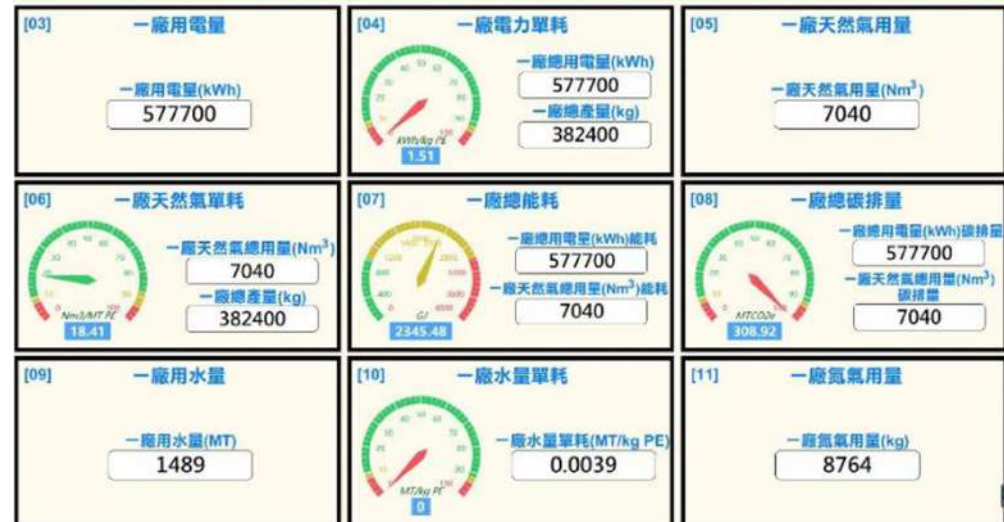 [03] 一廠用電量
一廠用電量(kWh)
577700
[04] 一廠電力單耗
一廠總用電量(kWh)
577700
一廠總產量(kg)
382400
kWh/kg PE
1.51
[05] 一廠天然氣用量
一廠天然氣用量(Nm³)
7040
[06] 一廠天然氣單耗
一廠天然氣總用量(Nm³)
7040
一廠總產量(kg)
382400
Nm3/MT PE
18.41
[07] 一廠總能耗
一廠總用電量(kWh)能耗
577700
一廠天然氣總用量(Nm³)能耗
7040
GJ
2345.48
[08] 一廠總碳排量
一廠總用電量(kWh)碳排量
577700
一廠天然氣總用量(Nm³)
碳排量
7040
MTCO2e
308.92
[09] 一廠用水量
一廠用水量(MT)
1489
[10] 一廠水量單耗
一廠水量單耗(MT/kg PE)
0.0039
MT/kg PE
0
[11] 一廠氮氣用量
一廠氮氣用量(kg)
8764